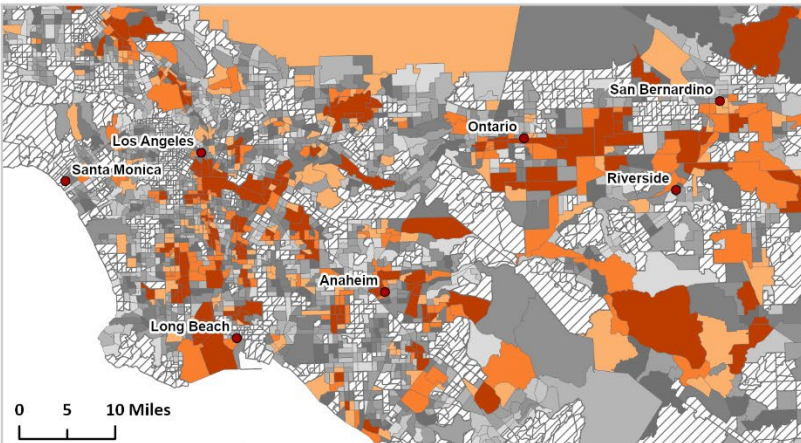 San Bernardino
Ontario
Los Angeles
Santa Monica
Riverside
Anaheim
Long Beach
0 5 10 Miles